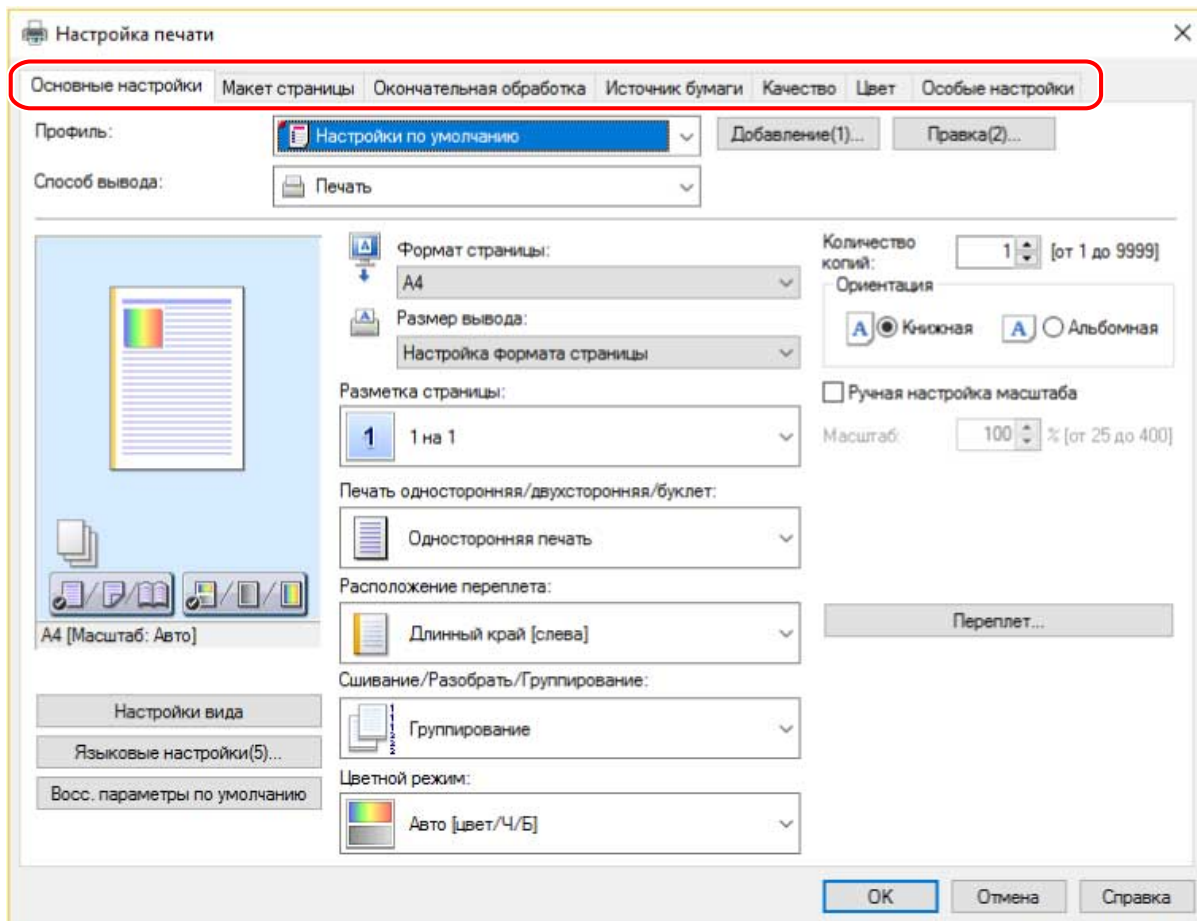 Настройка печати
Основные настройки Макет страницы Окончательная обработка Источник бумаги Качество Цвет Особые настройки
Профиль: Настройки по умолчанию Добавление(1)... Правка(2)...
Способ вывода: Печать
Формат страницы:
A4
Размер вывода:
Настройка формата страницы
Количество
копий: 1 [от 1 до 9999]
Ориентация
A Книжная A Альбомная
Разметка страницы:
1 1 на 1
Ручная настройка масштаба
Масштаб: 100 % [от 25 до 400]
Печать односторонняя/двухсторонняя/буклет:
Односторонняя печать
Расположение переплета:
Длинный край [слева]
Переплет...
A4 [Масштаб: Авто]
Сшивание/Разобрать/Группирование:
Группирование
Цветной режим:
Авто [цвет/Ч/Б]
Настройки вида
Языковые настройки(5)...
Восс. параметры по умолчанию
OK Отмена Справка